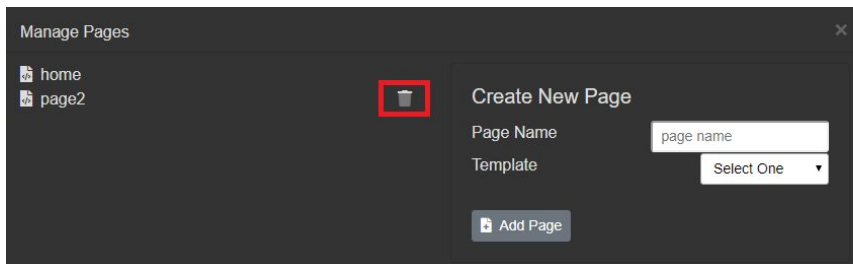 Manage Pages
home
page2
Create New Page
Page Name
page name
Template
Select One
Add Page